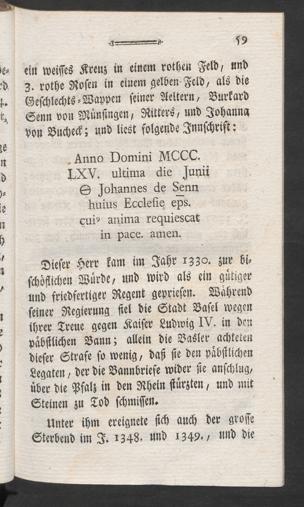 59
ein weisses Kreuz in einem rothen Feld, und
3. rothe Rosen in einem gelben Feld, als die
Geschlechts-Wappen seiner Aeltern, Burkard
Senn von Münsingen, Ritters, und Johanna
von Bucheck; und liest folgende Innschrift:
Anno Domini MCCC.
LXV. ultima die Junii
⊖ Johannes de Senn
huius Ecclesię ep̅s.
cui⁹ anima requiescat
in pace. amen.
Dieser Herr kam im Jahr 1330. zur bi-
schöflichen Würde, und wird als ein gütiger
und friedfertiger Regent gepriesen. Während
seiner Regierung fiel die Stadt Basel wegen
ihrer Treue gegen Kaiser Ludwig IV. in den
päbstlichen Bann; allein die Basler achteten
dieser Strafe so wenig, daß sie den päbstlichen
Legaten, der die Bannbriefe wider sie anschlug,
über die Pfalz in den Rhein stürzten, und mit
Steinen zu Tod schmissen.
Unter ihm ereignete sich auch der grosse
Sterbend im J. 1348. und 1349., und die